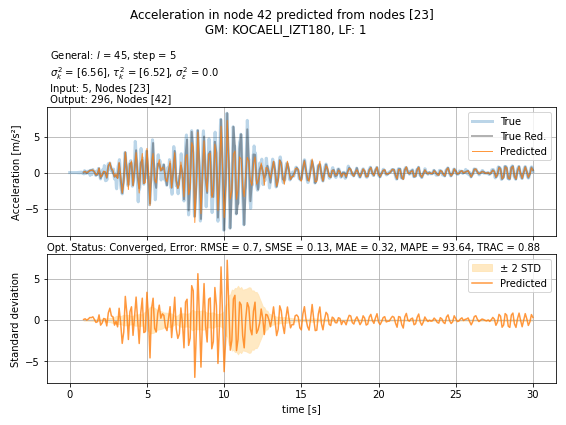 Acceleration in node 42 predicted from nodes [23]
GM: KOCAELI_IZT180, LF: 1
General: l = 45, step = 5
σ²ₖ = [6.56], τ²ₖ = [6.52], σ²ε = 0.0
Input: 5, Nodes [23]
Output: 296, Nodes [42]
Acceleration [m/s²]
5
0
−5
True
True Red.
Predicted
Opt. Status: Converged, Error: RMSE = 0.7, SMSE = 0.13, MAE = 0.32, MAPE = 93.64, TRAC = 0.88
Standard deviation
5
0
−5
± 2 STD
Predicted
0 5 10 15 20 25 30
time [s]